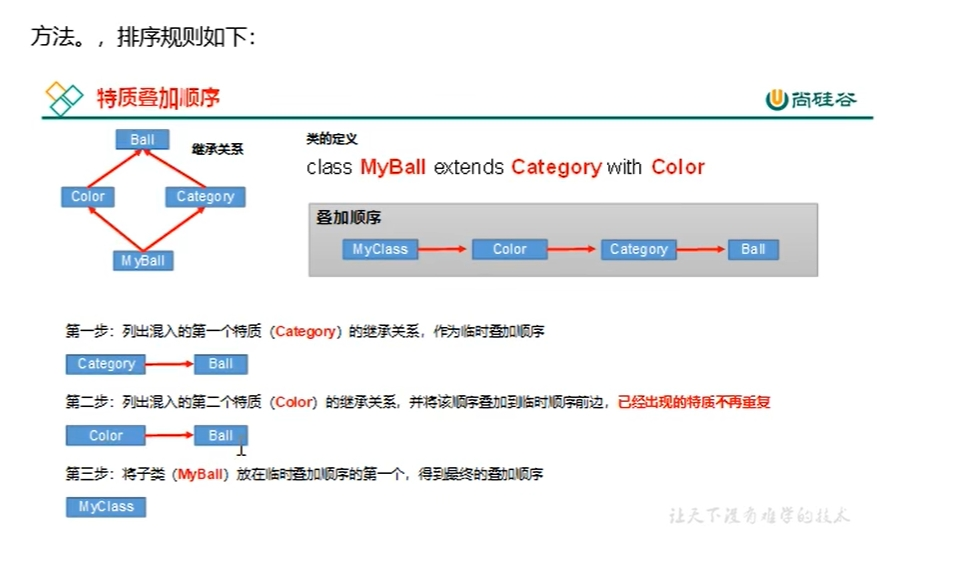 方法。，排序规则如下：
特质叠加顺序
尚硅谷
Ball
继承关系
Color
Category
MyBall
类的定义
class MyBall extends Category with Color
叠加顺序
MyClass Color Category Ball
第一步：列出混入的第一个特质（Category）的继承关系，作为临时叠加顺序
Category Ball
第二步：列出混入的第二个特质（Color）的继承关系，并将该顺序叠加到临时顺序前边，已经出现的特质不再重复
Color Ball
第三步：将子类（MyBall）放在临时叠加顺序的第一个，得到最终的叠加顺序
MyClass
让天下没有难学的技术